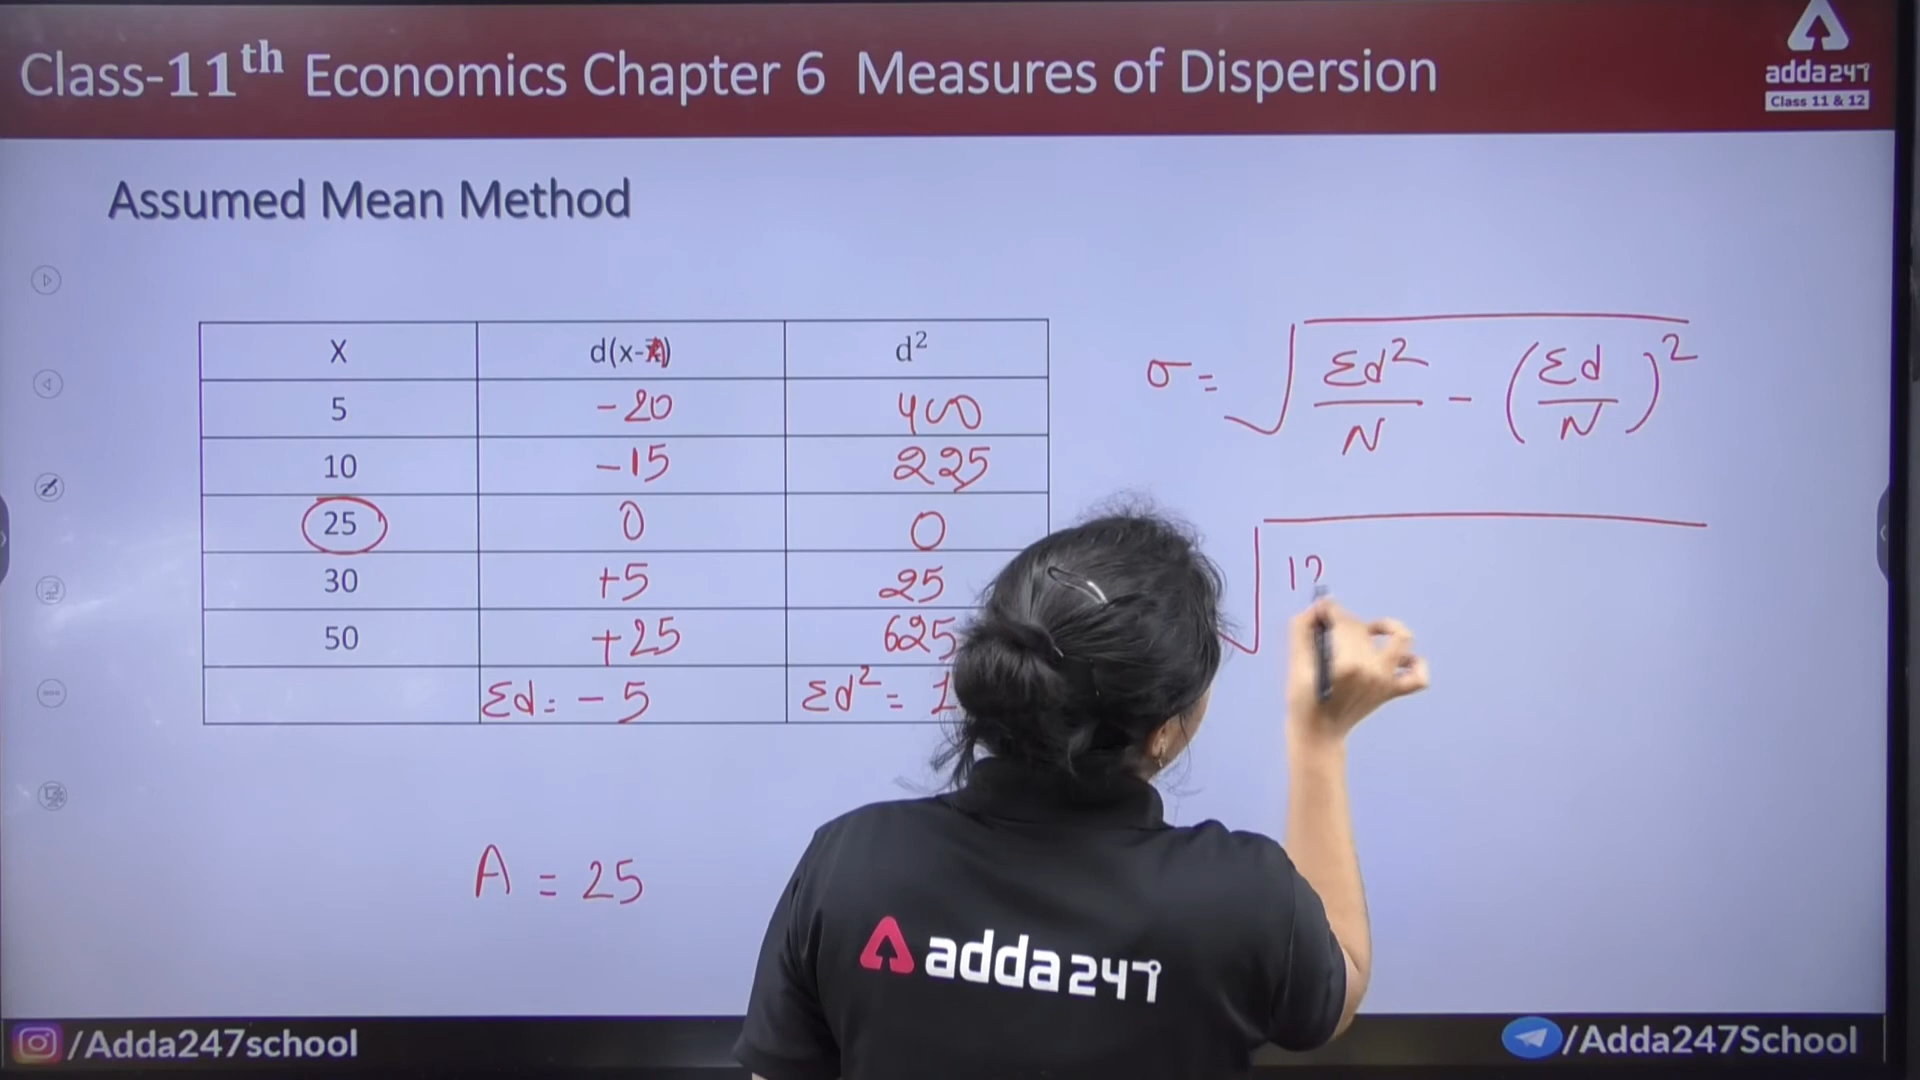 Class-11th Economics Chapter 6 Measures of Dispersion
adda247
Class 11 & 12
Assumed Mean Method
X d(x-A) d²
5 -20 400
10 -15 225
25 0 0
30 +5 25
50 +25 625
Σd = -5 Σd² = 1
σ = √ Σd²/N - (Σd/N)²
√ 12
A = 25
adda247
/Adda247school
/Adda247School